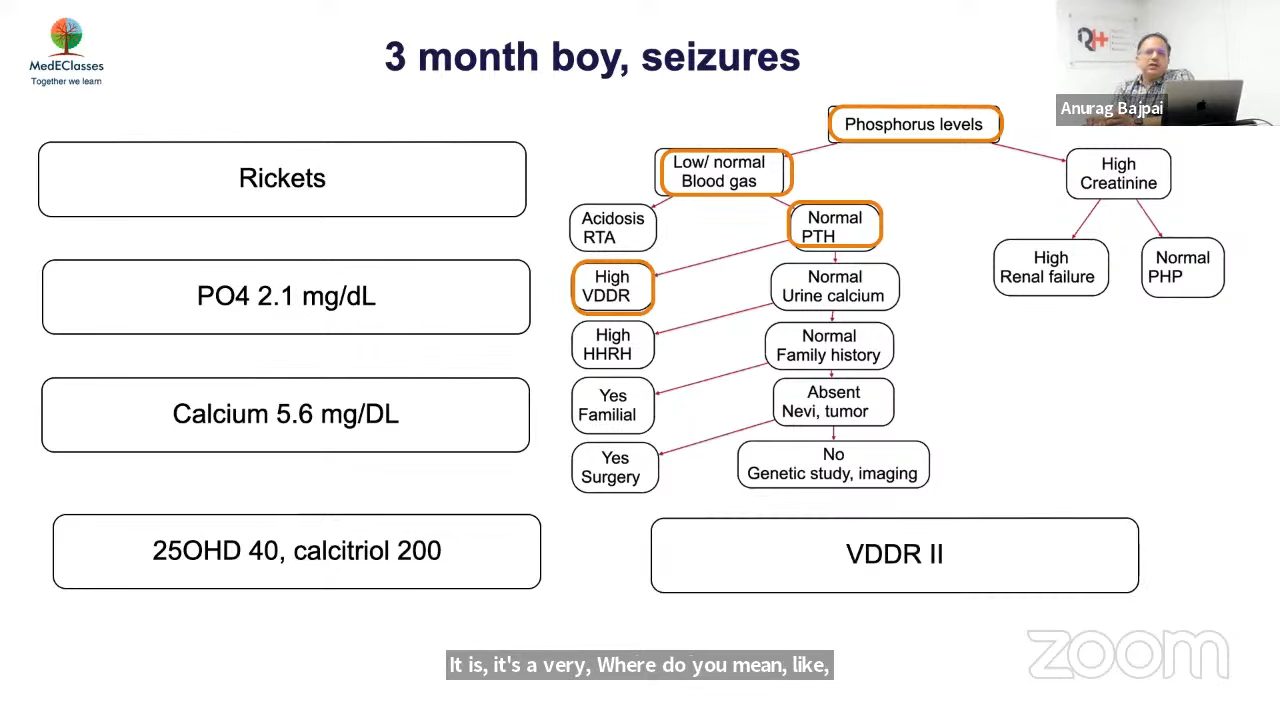 MedEClasses
Together we learn
3 month boy, seizures
Anurag Bajpai
Rickets
PO4 2.1 mg/dL
Calcium 5.6 mg/DL
25OHD 40, calcitriol 200
Phosphorus levels
Low/ normal
Blood gas
High
Creatinine
Acidosis
RTA
Normal
PTH
High
Renal failure
Normal
PHP
High
VDDR
Normal
Urine calcium
High
HHRH
Normal
Family history
Yes
Familial
Absent
Nevi, tumor
Yes
Surgery
No
Genetic study, imaging
VDDR II
zoom
It is, it's a very, Where do you mean, like,